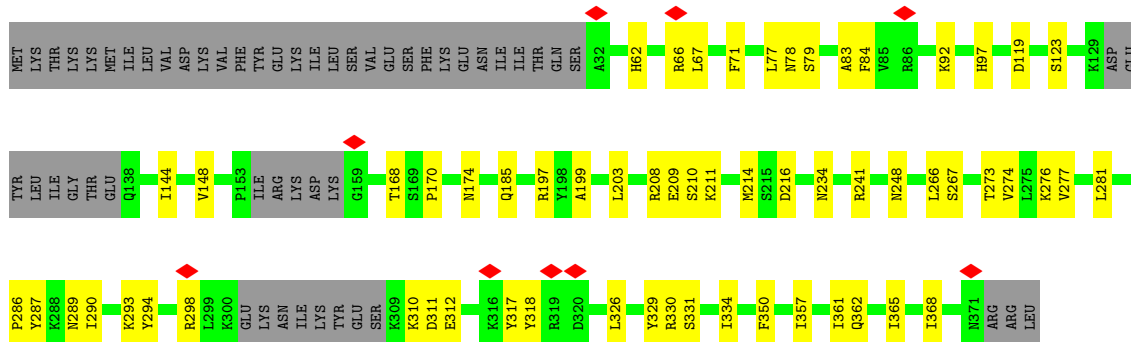 MET LYS THR LYS LYS MET ILE LEU VAL ASP LYS VAL PHE TYR GLU LYS ILE LEU SER VAL GLU SER PHE LYS GLU ASN ILE ILE THR GLN SER A32 H62 R66 L67 F71 L77 N78 S79 A83 F84 V85 R86 K92 H97 D119 S123 K129 ASP GLU
TYR LEU ILE GLY THR GLU Q138 I144 V148 P153 ILE ARG LYS ASP LYS G159 T168 S169 P170 N174 Q185 R197 Y198 A199 L203 R208 E209 S210 K211 M214 S215 D216 N234 R241 N248 L266 S267 T273 V274 L275 K276 V277 L281
P286 Y287 K288 N289 I290 K293 Y294 R298 L299 K300 GLU LYS ASN ILE LYS TYR GLU SER K309 K310 D311 E312 K316 Y317 Y318 R319 D320 L326 Y329 R330 S331 I334 F350 I357 I361 Q362 I365 I368 N371 ARG ARG LEU